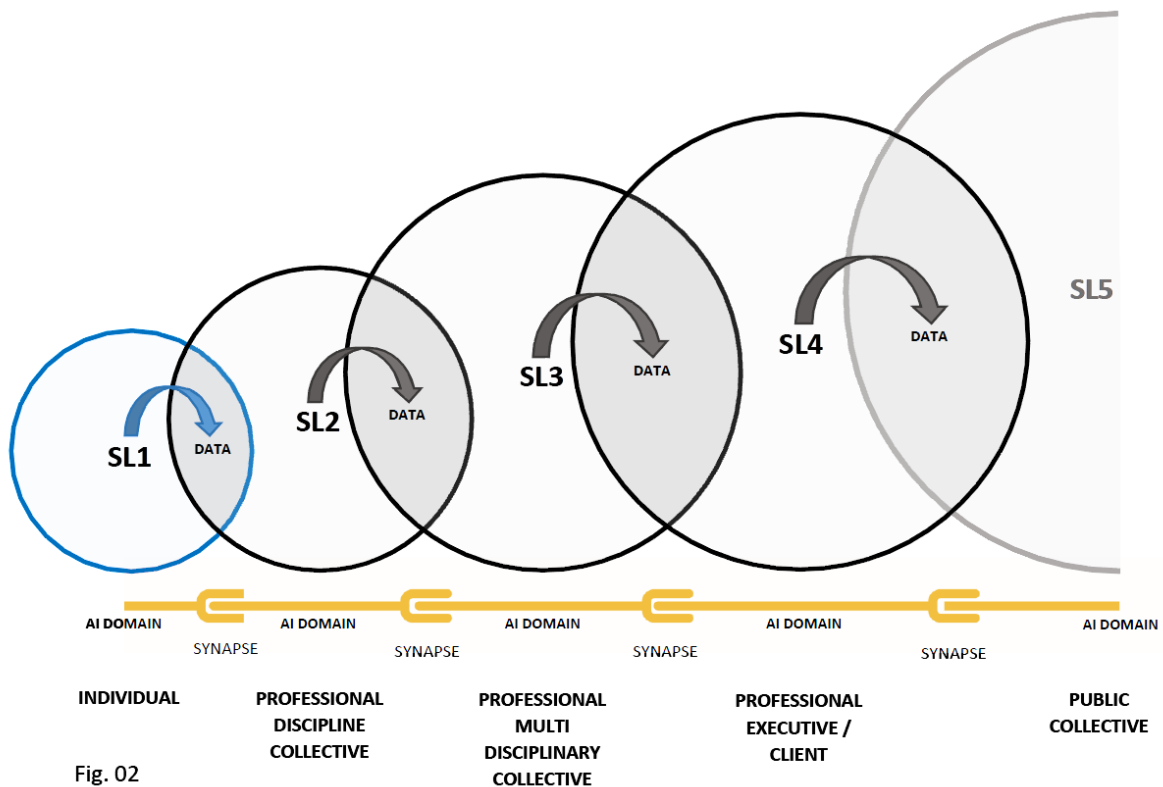 SL5
SL4
DATA
SL3
DATA
SL2
DATA
SL1
DATA
AI DOMAIN
SYNAPSE
AI DOMAIN
SYNAPSE
AI DOMAIN
SYNAPSE
AI DOMAIN
SYNAPSE
AI DOMAIN
INDIVIDUAL
PROFESSIONAL
DISCIPLINE
COLLECTIVE
PROFESSIONAL
MULTI
DISCIPLINARY
COLLECTIVE
PROFESSIONAL
EXECUTIVE /
CLIENT
PUBLIC
COLLECTIVE
Fig. 02